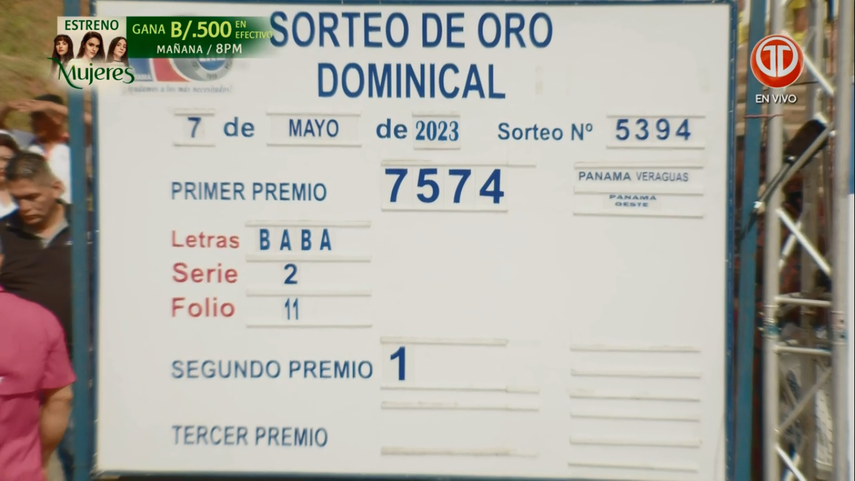 ESTRENO
Mujeres
GANA B/.500 EN EFECTIVO
MAÑANA / 8PM
EN VIVO
SORTEO DE ORO
DOMINICAL
7 de MAYO de 2023 Sorteo Nº 5394
PRIMER PREMIO 7574 PANAMA VERAGUAS
PANAMA
OESTE
Letras BABA
Serie 2
Folio 11
SEGUNDO PREMIO 1
TERCER PREMIO